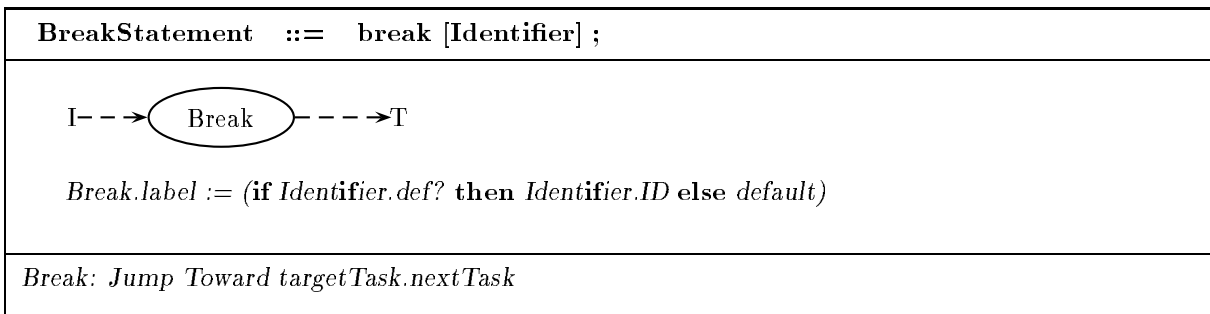 BreakStatement ::= break [Identifier] ;
I Break T
Break.label := (if Identifier.def? then Identifier.ID else default)
Break: Jump Toward targetTask.nextTask